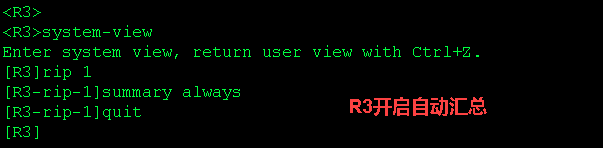 <R3>
<R3>system-view
Enter system view, return user view with Ctrl+Z.
[R3]rip 1
[R3-rip-1]summary always
[R3-rip-1]quit
R3开启自动汇总
[R3]